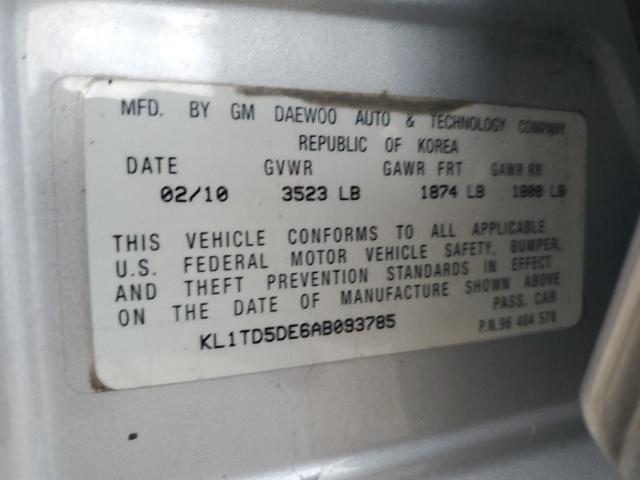 MFD. BY GM DAEWOO AUTO & TECHNOLOGY COMPANY
REPUBLIC OF KOREA
DATE GVWR GAWR FRT GAWR RR
02/10 3523 LB 1874 LB 1808 LB
THIS VEHICLE CONFORMS TO ALL APPLICABLE
U.S. FEDERAL MOTOR VEHICLE SAFETY, BUMPER,
AND THEFT PREVENTION STANDARDS IN EFFECT
ON THE DATE OF MANUFACTURE SHOWN ABOVE
PASS. CAR
KL1TD5DE6AB093785
P.N.96 404 578